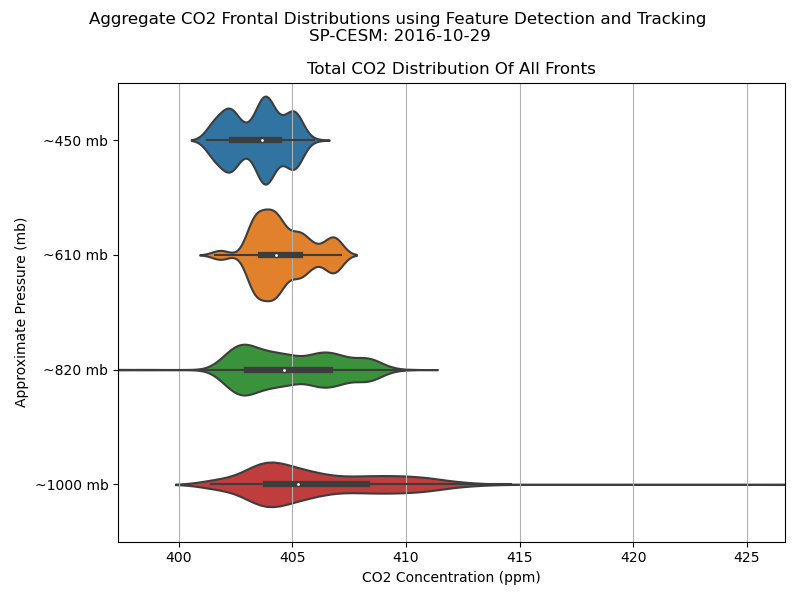 Aggregate CO2 Frontal Distributions using Feature Detection and Tracking
SP-CESM: 2016-10-29
Total CO2 Distribution Of All Fronts
Approximate Pressure (mb)
~450 mb
~610 mb
~820 mb
~1000 mb
400 405 410 415 420 425
CO2 Concentration (ppm)